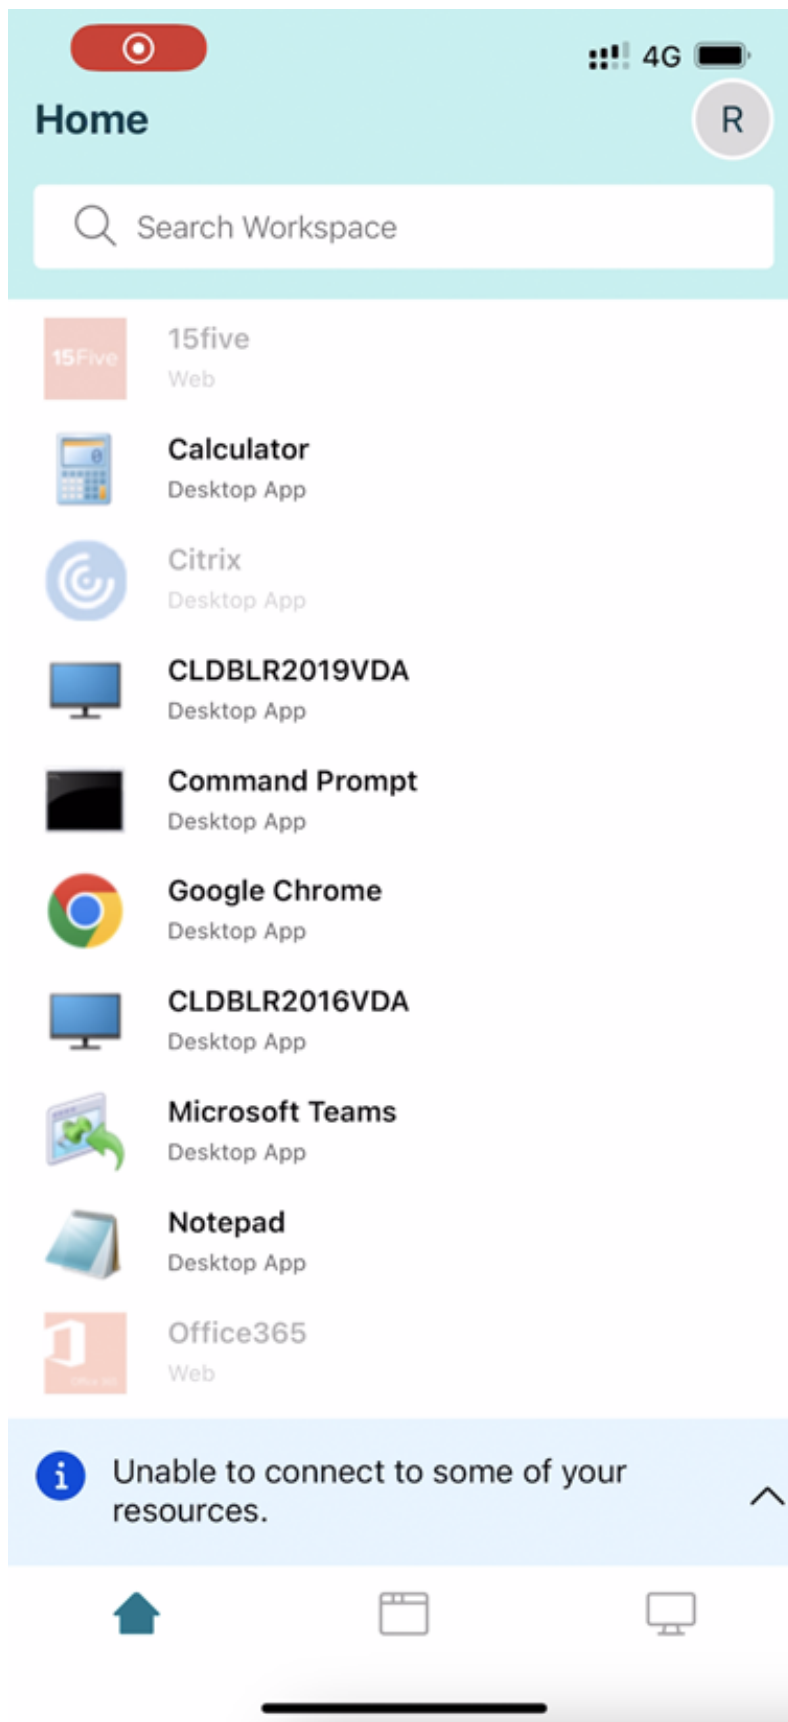 4G
Home
R
Search Workspace
15Five
15five
Web
Calculator
Desktop App
Citrix
Desktop App
CLDBLR2019VDA
Desktop App
Command Prompt
Desktop App
Google Chrome
Desktop App
CLDBLR2016VDA
Desktop App
Microsoft Teams
Desktop App
Notepad
Desktop App
Office 365
Office365
Web
Unable to connect to some of your
resources.